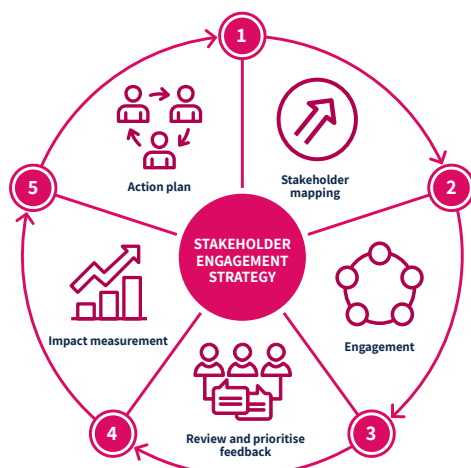 1
Action plan
Stakeholder
mapping
5
2
STAKEHOLDER
ENGAGEMENT
STRATEGY
Impact measurement
Engagement
4
Review and prioritise
feedback
3